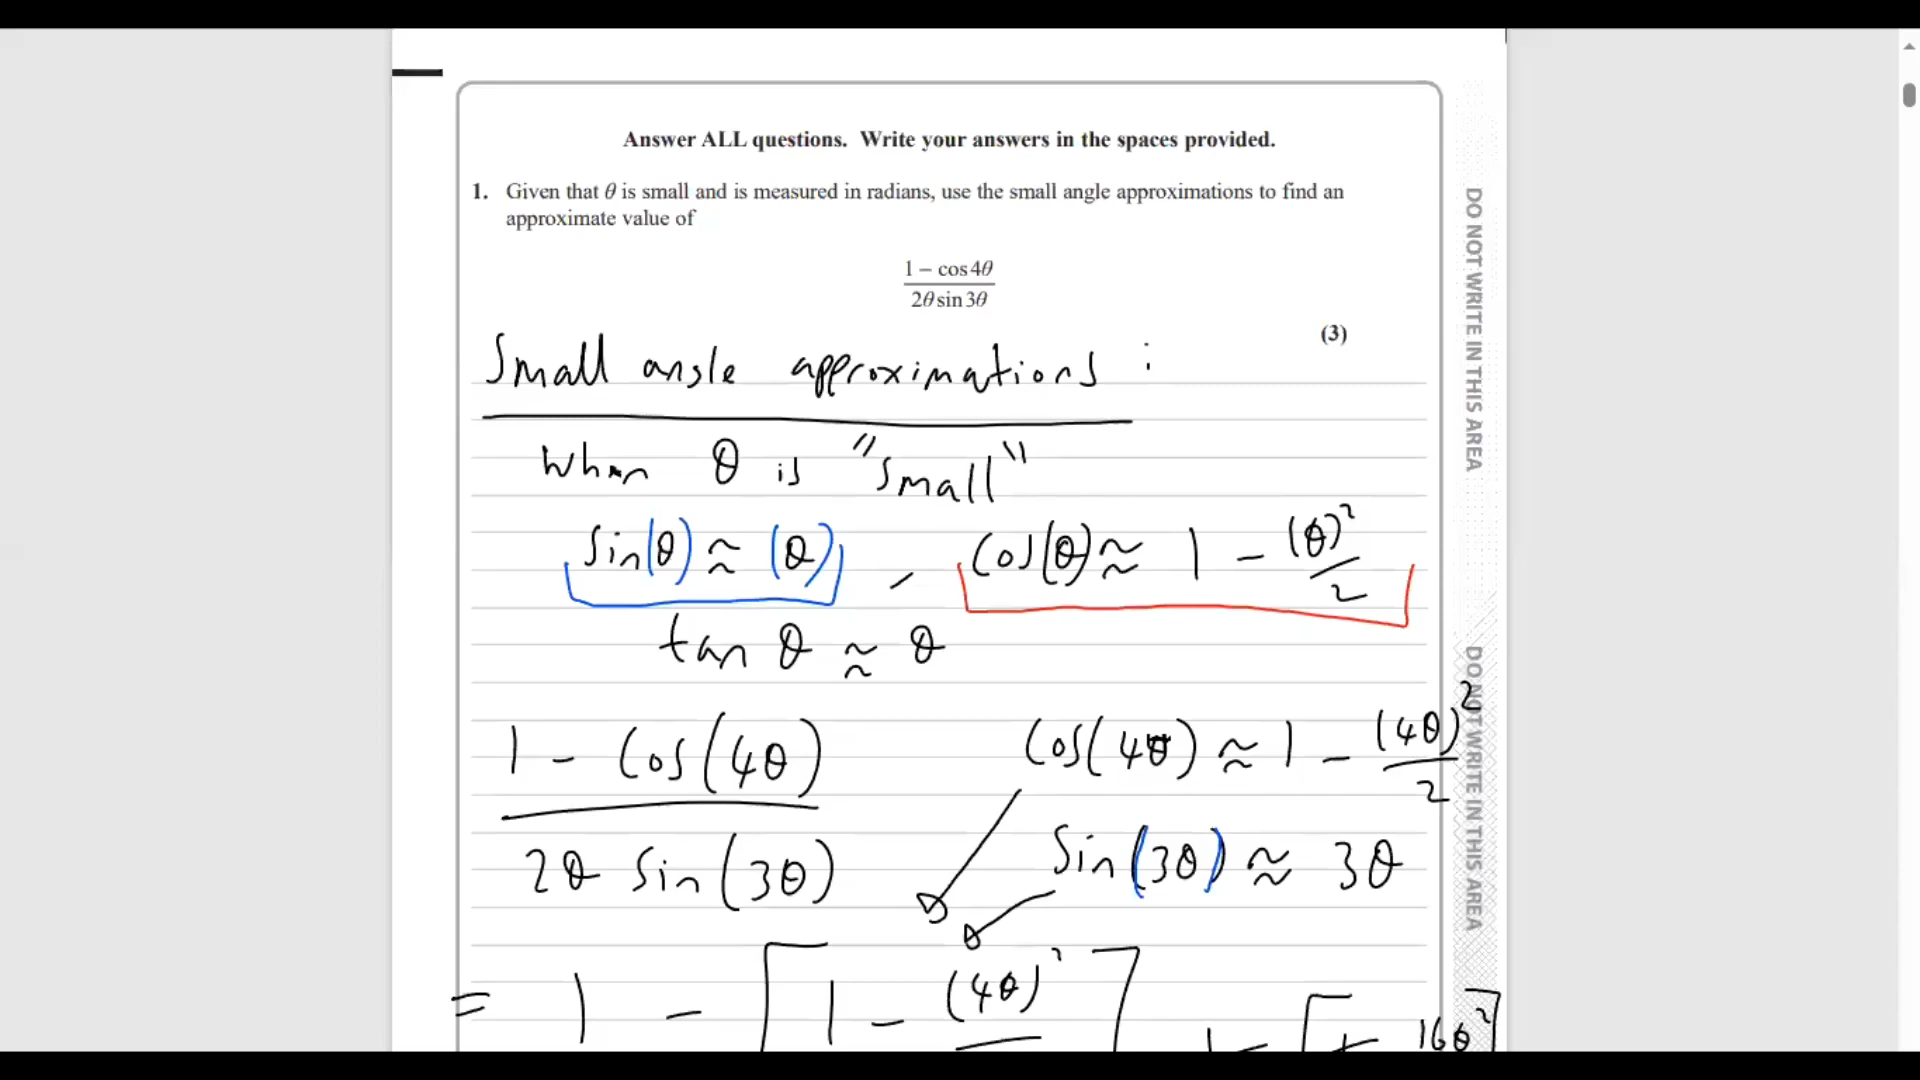 Answer ALL questions. Write your answers in the spaces provided.
1. Given that θ is small and is measured in radians, use the small angle approximations to find an
approximate value of
1 − cos 4θ
2θ sin 3θ
(3)
Small angle approximations :
When θ is "small"
Sin(θ) ≈ (θ) , Cos(θ) ≈ 1 − (θ)²/2
tan θ ≈ θ
1 − Cos(4θ)
2θ Sin(3θ)
Cos(4θ) ≈ 1 − (4θ)²/2
Sin(3θ) ≈ 3θ
= 1 − [1 − (4θ)²
16θ²
DO NOT WRITE IN THIS AREA
DO NOT WRITE IN THIS AREA